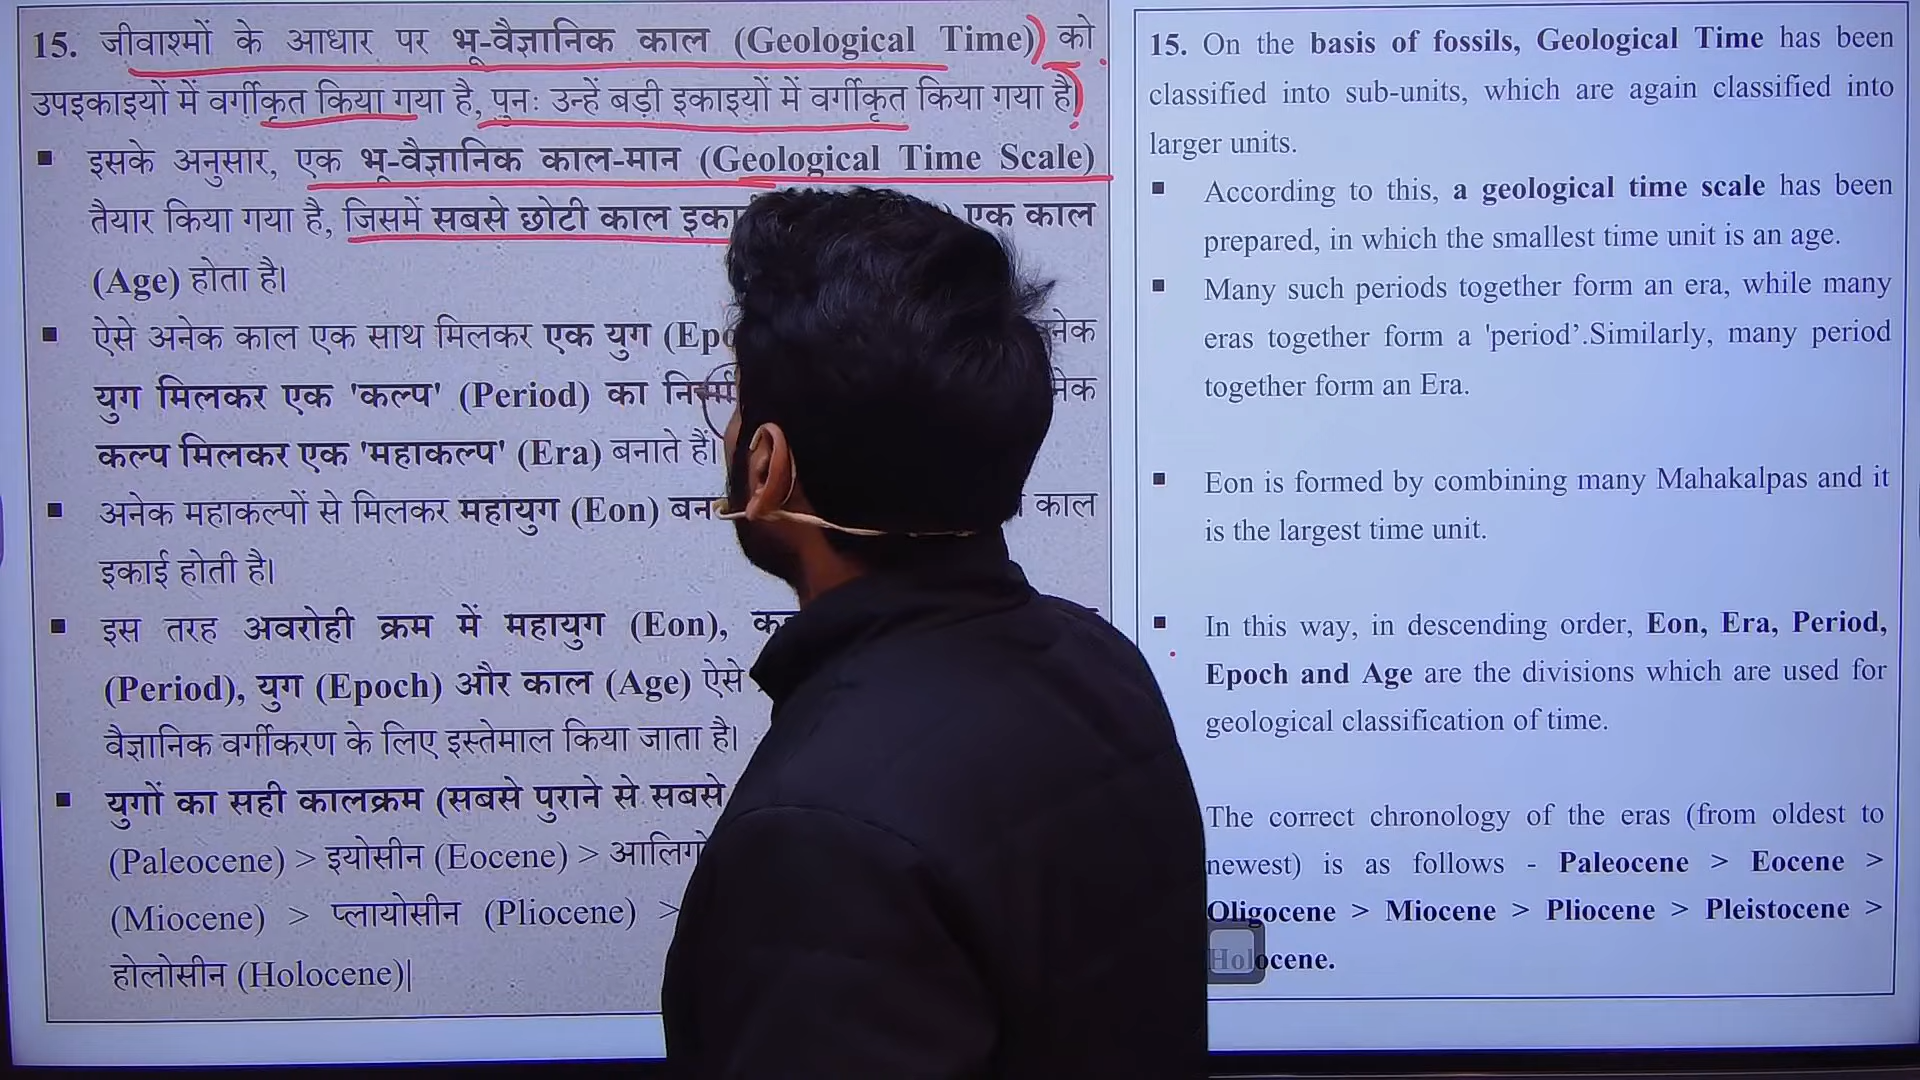 15. जीवाश्मों के आधार पर भू-वैज्ञानिक काल (Geological Time) को
उपइकाइयों में वर्गीकृत किया गया है, पुनः उन्हें बड़ी इकाइयों में वर्गीकृत किया गया है।
▪ इसके अनुसार, एक भू-वैज्ञानिक काल-मान (Geological Time Scale)
तैयार किया गया है, जिसमें सबसे छोटी काल एक काल
(Age) होता है।
▪ ऐसे अनेक काल एक साथ मिलकर एक युग
युग मिलकर एक 'कल्प' (Period) का
कल्प मिलकर एक 'महाकल्प' (Era) बनाते हैं।
▪ अनेक महाकल्पों से मिलकर महायुग (Eon) काल
इकाई होती है।
▪ इस तरह अवरोही क्रम में महायुग (Eon),
(Period), युग (Epoch) और काल (Age) ऐसे
वैज्ञानिक वर्गीकरण के लिए इस्तेमाल किया जाता है।
▪ युगों का सही कालक्रम (सबसे पुराने से सबसे
(Paleocene) > इयोसीन (Eocene) >
(Miocene) > प्लायोसीन (Pliocene) >
होलोसीन (Holocene)|
15. On the basis of fossils, Geological Time has been
classified into sub-units, which are again classified into
larger units.
▪ According to this, a geological time scale has been
prepared, in which the smallest time unit is an age.
▪ Many such periods together form an era, while many
eras together form a 'period’.Similarly, many period
together form an Era.
▪ Eon is formed by combining many Mahakalpas and it
is the largest time unit.
▪ In this way, in descending order, Eon, Era, Period,
Epoch and Age are the divisions which are used for
geological classification of time.
The correct chronology of the eras (from oldest to
newest) is as follows - Paleocene > Eocene >
Oligocene > Miocene > Pliocene > Pleistocene >
Holocene.